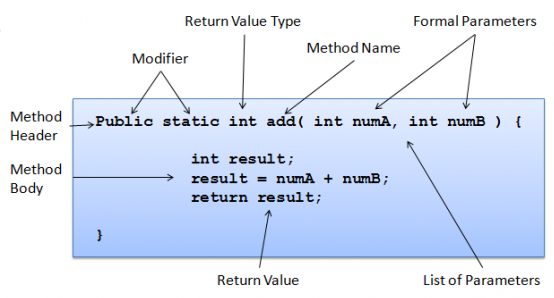 Return Value Type
Formal Parameters
Method Name
Modifier
Method
Header
Public static int add( int numA, int numB ) {
int result;
Method
Body
result = numA + numB;
return result;
}
Return Value
List of Parameters